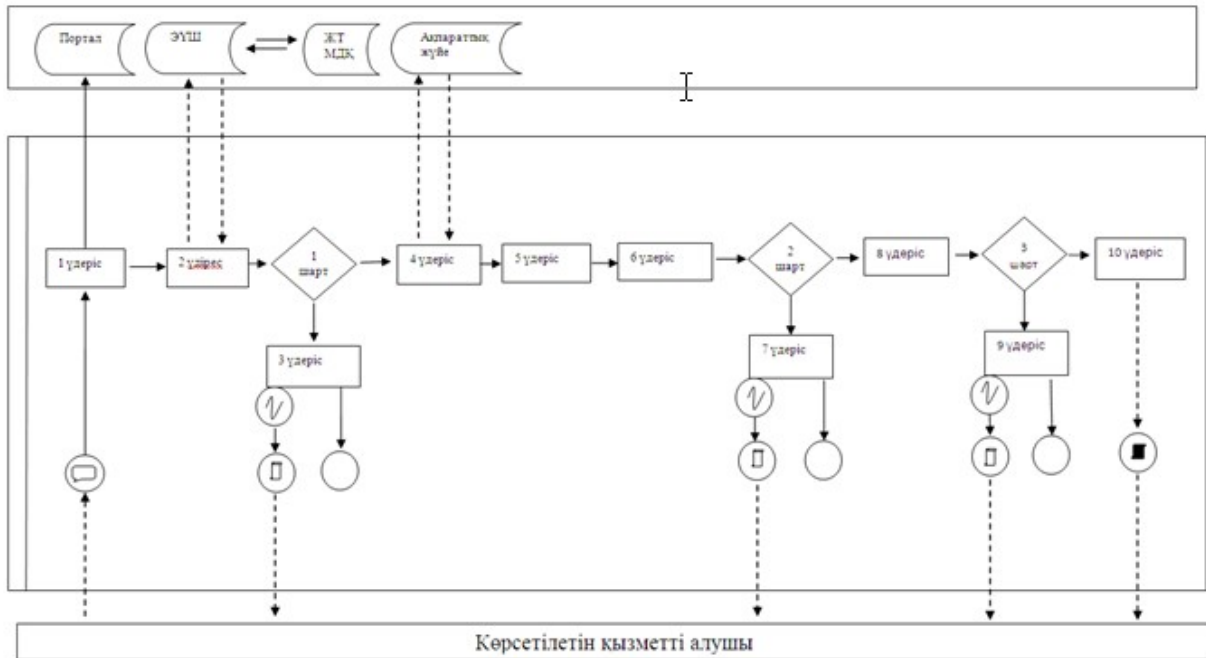 Портал
ЭҮШ
ЖТ
МДҚ
Ақпараттық
жүйе
1 үдеріс
2 үдірес
1
шарт
4 үдеріс
5 үдеріс
6 үдеріс
2
шарт
8 үдеріс
3
шарт
10 үдеріс
3 үдеріс
7 үдеріс
9 үдеріс
Көрсетілетін қызметті алушы